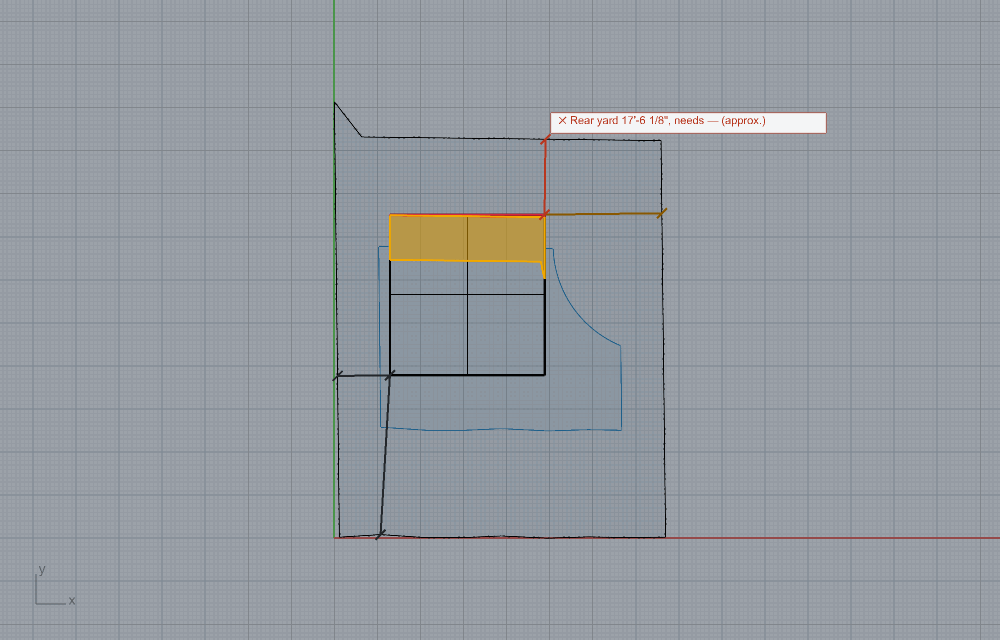 ✕ Rear yard 17'-6 1/8", needs — (approx.)
y
x